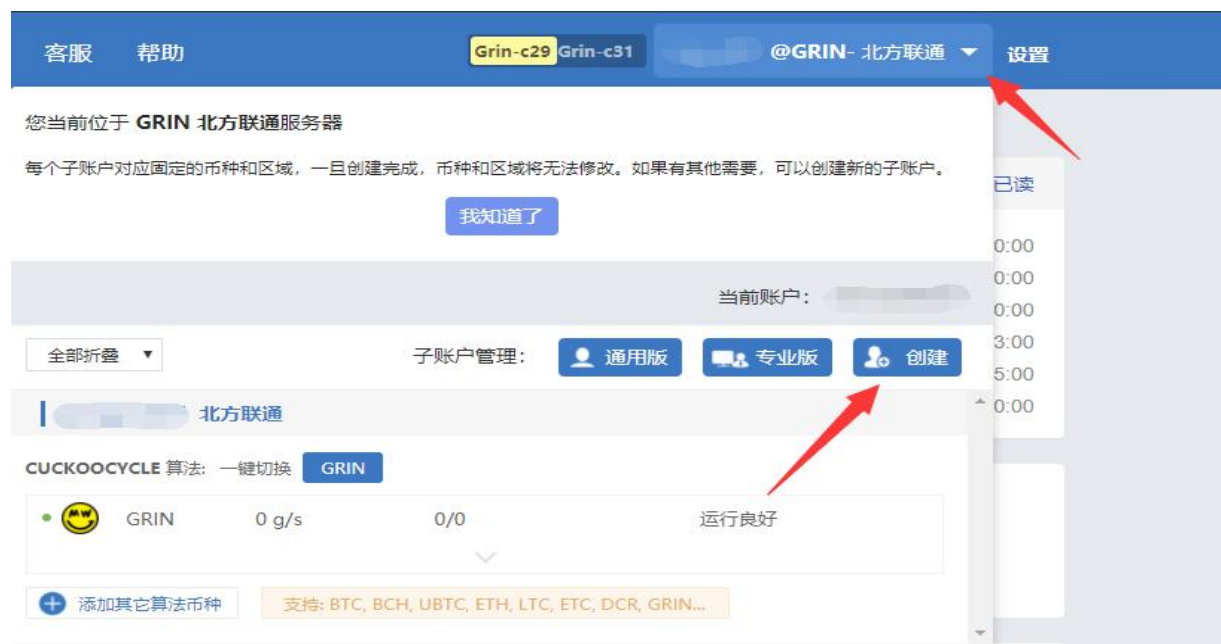 客服 帮助 Grin-c29 Grin-c31 @GRIN- 北方联通 设置
您当前位于 GRIN 北方联通服务器
每个子账户对应固定的币种和区域，一旦创建完成，币种和区域将无法修改。如果有其他需要，可以创建新的子账户。
已读
我知道了
0:00
0:00
当前账户：
0:00
全部折叠 ▼ 子账户管理： 通用版 专业版 创建
3:00
5:00
北方联通
0:00
CUCKOOCYCLE 算法: 一键切换 GRIN
MW GRIN 0 g/s 0/0 运行良好
添加其它算法币种 支持: BTC, BCH, UBTC, ETH, LTC, ETC, DCR, GRIN...